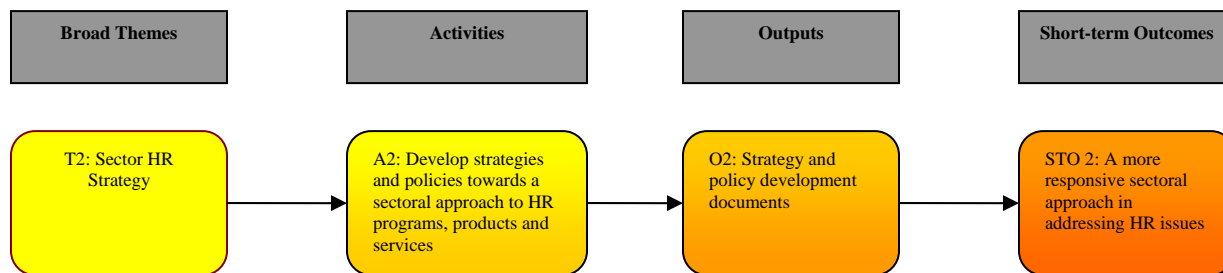 Broad Themes
Activities
Outputs
Short-term Outcomes
T2: Sector HR
Strategy
A2: Develop strategies
and policies towards a
sectoral approach to HR
programs, products and
services
O2: Strategy and
policy development
documents
STO 2: A more
responsive sectoral
approach in
addressing HR issues